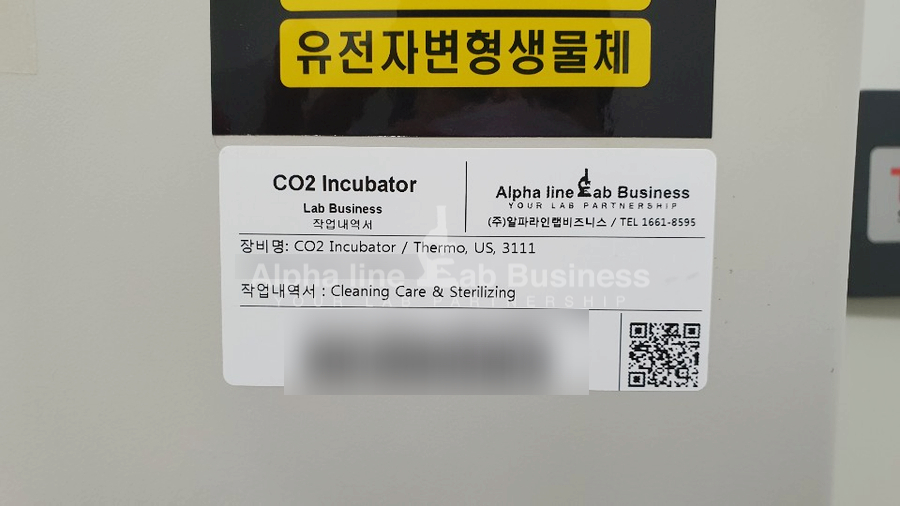 유전자변형생물체
CO2 Incubator
Lab Business
작업내역서
Alpha line Lab Business
YOUR LAB PARTNERSHIP
(주)알파라인랩비즈니스 / TEL 1661-8595
장비명: CO2 Incubator / Thermo, US, 3111
Alpha line Lab Business
YOUR LAB PARTNERSHIP
작업내역서 : Cleaning Care & Sterilizing